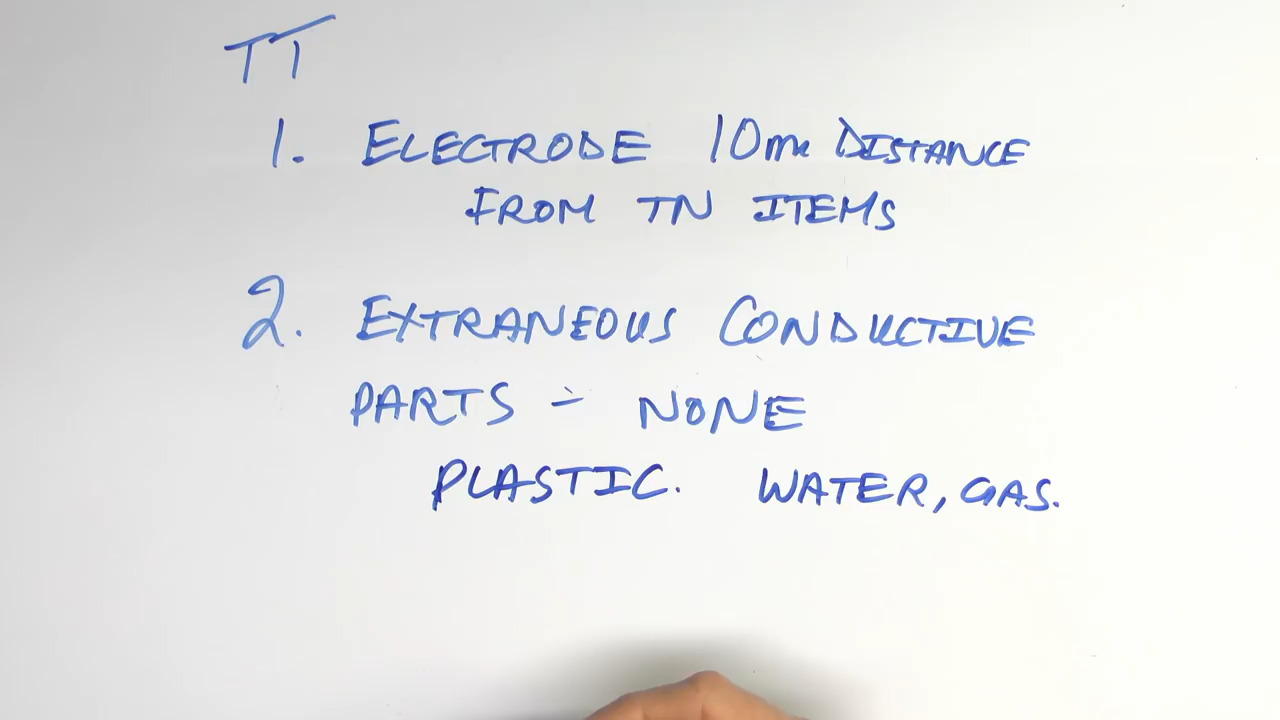 TT
1. ELECTRODE 10m DISTANCE
FROM TN ITEMS
2. EXTRANEOUS CONDUCTIVE
PARTS - NONE
PLASTIC. WATER, GAS.